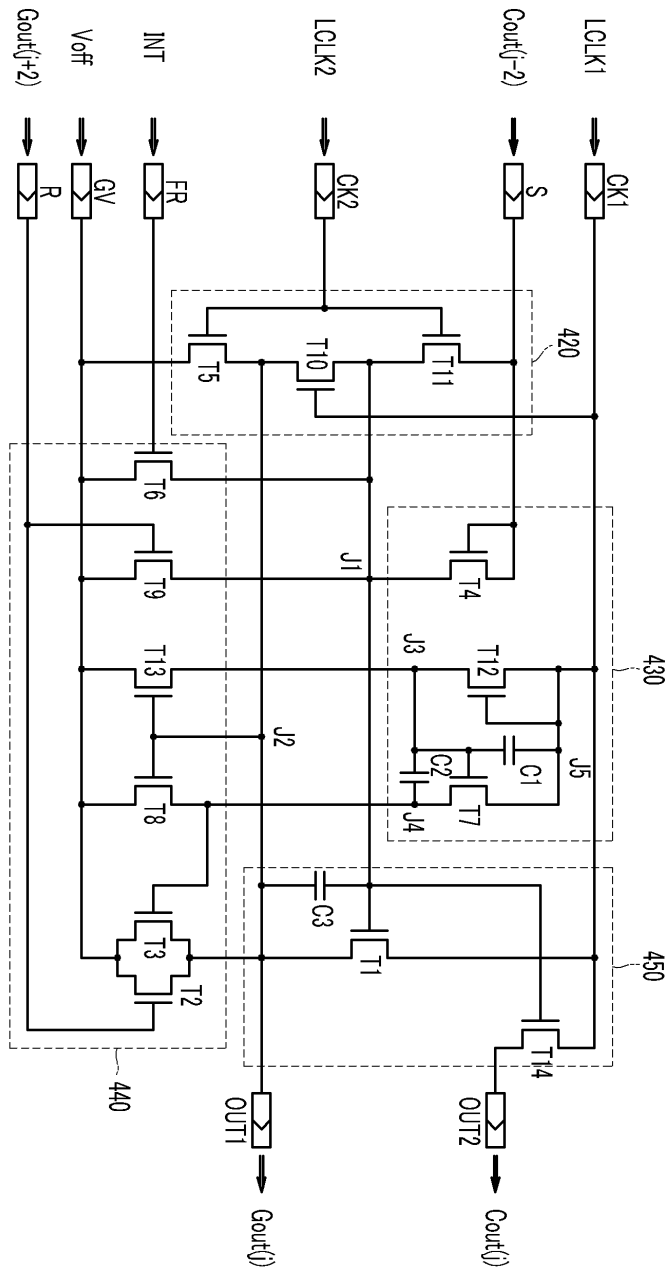 LCLK1
CK1
Cout(j-2)
S
LCLK2
CK2
INT
FR
Voff
GV
Gout(j+2)
R
420
T11
T10
T5
430
T4
T12
C1
J5
T7
C2
J3
J4
J1
J2
T6
T9
T13
T8
T3
T2
440
450
T14
T1
C3
OUT2
Cout(j)
OUT1
Gout(j)